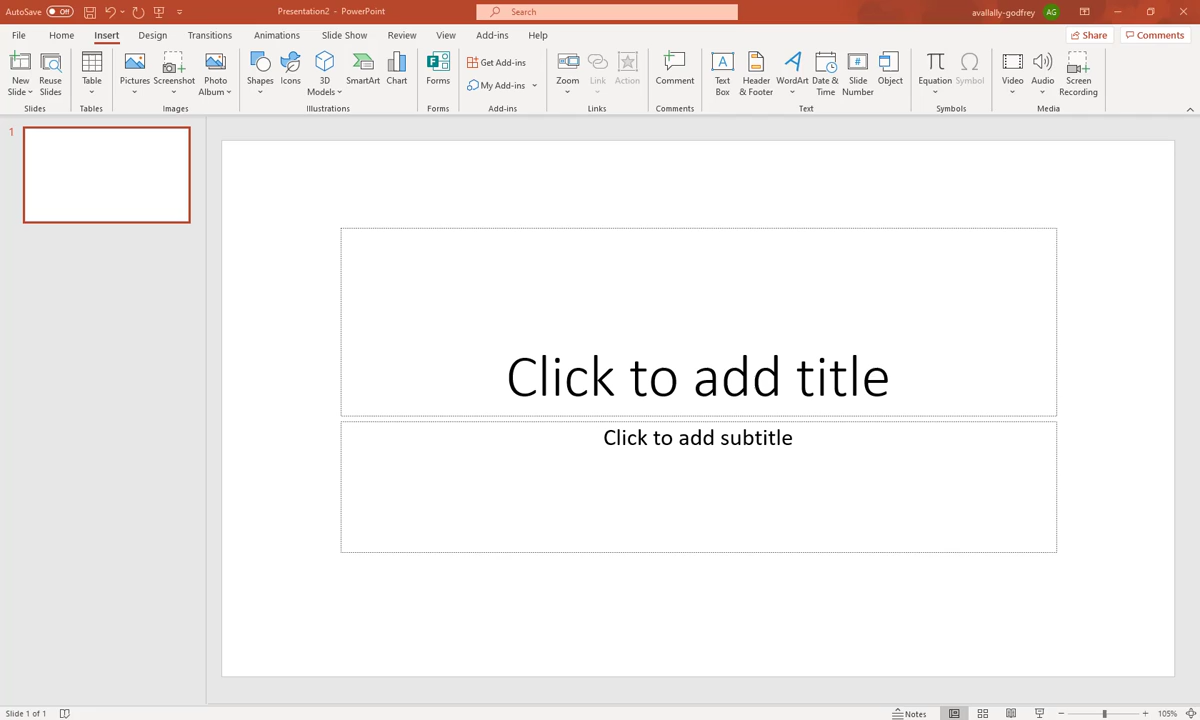 AutoSave Off Presentation2 - PowerPoint Search avallally-godfrey AG
File Home Insert Design Transitions Animations Slide Show Review View Add-ins Help Share Comments
New Slide Reuse Slides Table Pictures Screenshot Photo Album Shapes Icons 3D Models SmartArt Chart Forms Get Add-ins My Add-ins Zoom Link Action Comment Text Box Header & Footer WordArt Date & Time Slide Number Object Equation Symbol Video Audio Screen Recording
Slides Tables Images Illustrations Forms Add-ins Links Comments Text Symbols Media
1
Click to add title
Click to add subtitle
Slide 1 of 1 Notes 105%